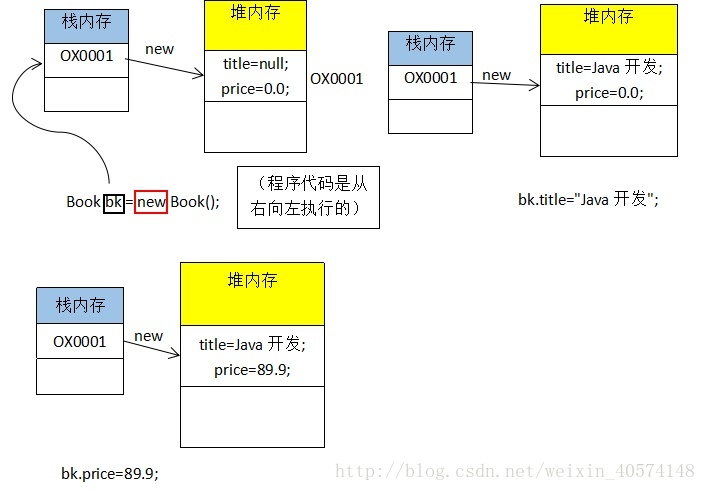 栈内存
OX0001
new
堆内存
title=null;
price=0.0;
OX0001
Book bk=new Book();
（程序代码是从
右向左执行的）
栈内存
OX0001
new
堆内存
title=Java 开发;
price=0.0;
bk.title="Java 开发";
栈内存
OX0001
new
堆内存
title=Java 开发;
price=89.9;
bk.price=89.9;
http://blog.csdn.net/weixin_40574148